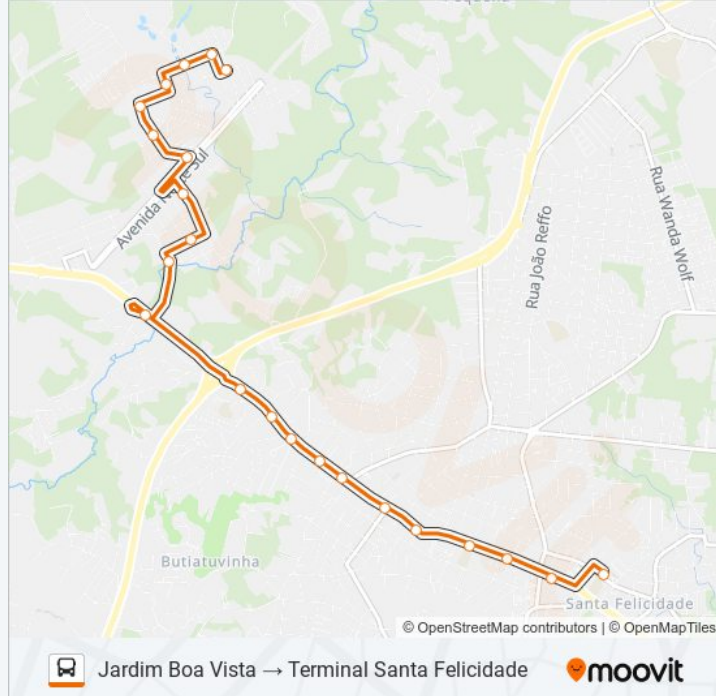 Avenida Norte Sul
Rua João Reffo
Rua Wanda Wolf
Butiatuvinha
Santa Felicidade
© OpenStreetMap contributors | © OpenMapTiles
Jardim Boa Vista → Terminal Santa Felicidade
moovit